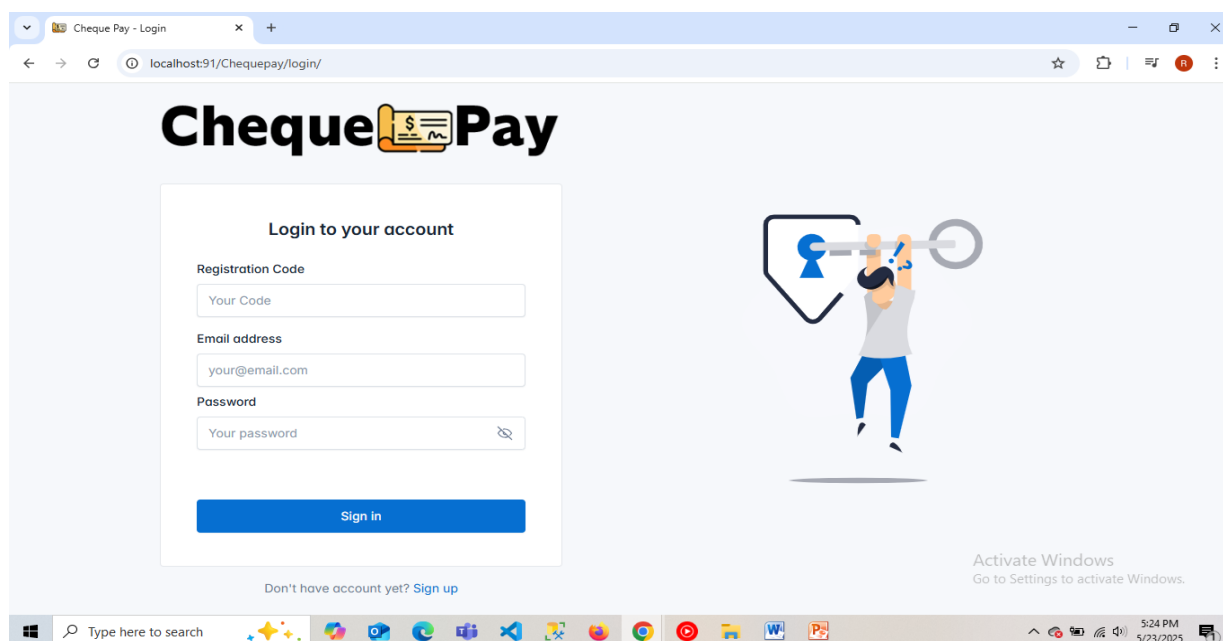 Cheque Pay - Login
localhost:91/Chequepay/login/
R
Cheque Pay
$
Login to your account
Registration Code
Your Code
Email address
your@email.com
Password
Your password
Sign in
Don't have account yet? Sign up
Activate Windows
Go to Settings to activate Windows.
Type here to search
W
P
5:24 PM
5/23/2025